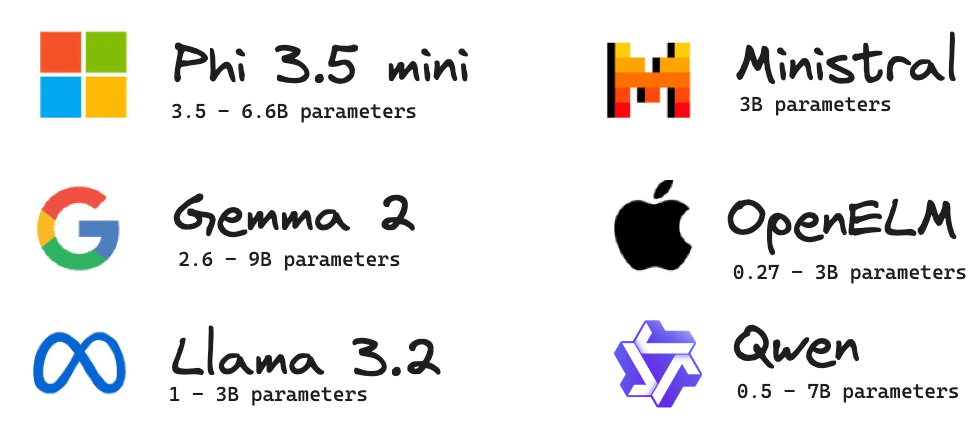 Phi 3.5 mini
3.5 - 6.6B parameters
Ministral
3B parameters
Gemma 2
2.6 - 9B parameters
OpenELM
0.27 - 3B parameters
Llama 3.2
1 - 3B parameters
Qwen
0.5 - 7B parameters